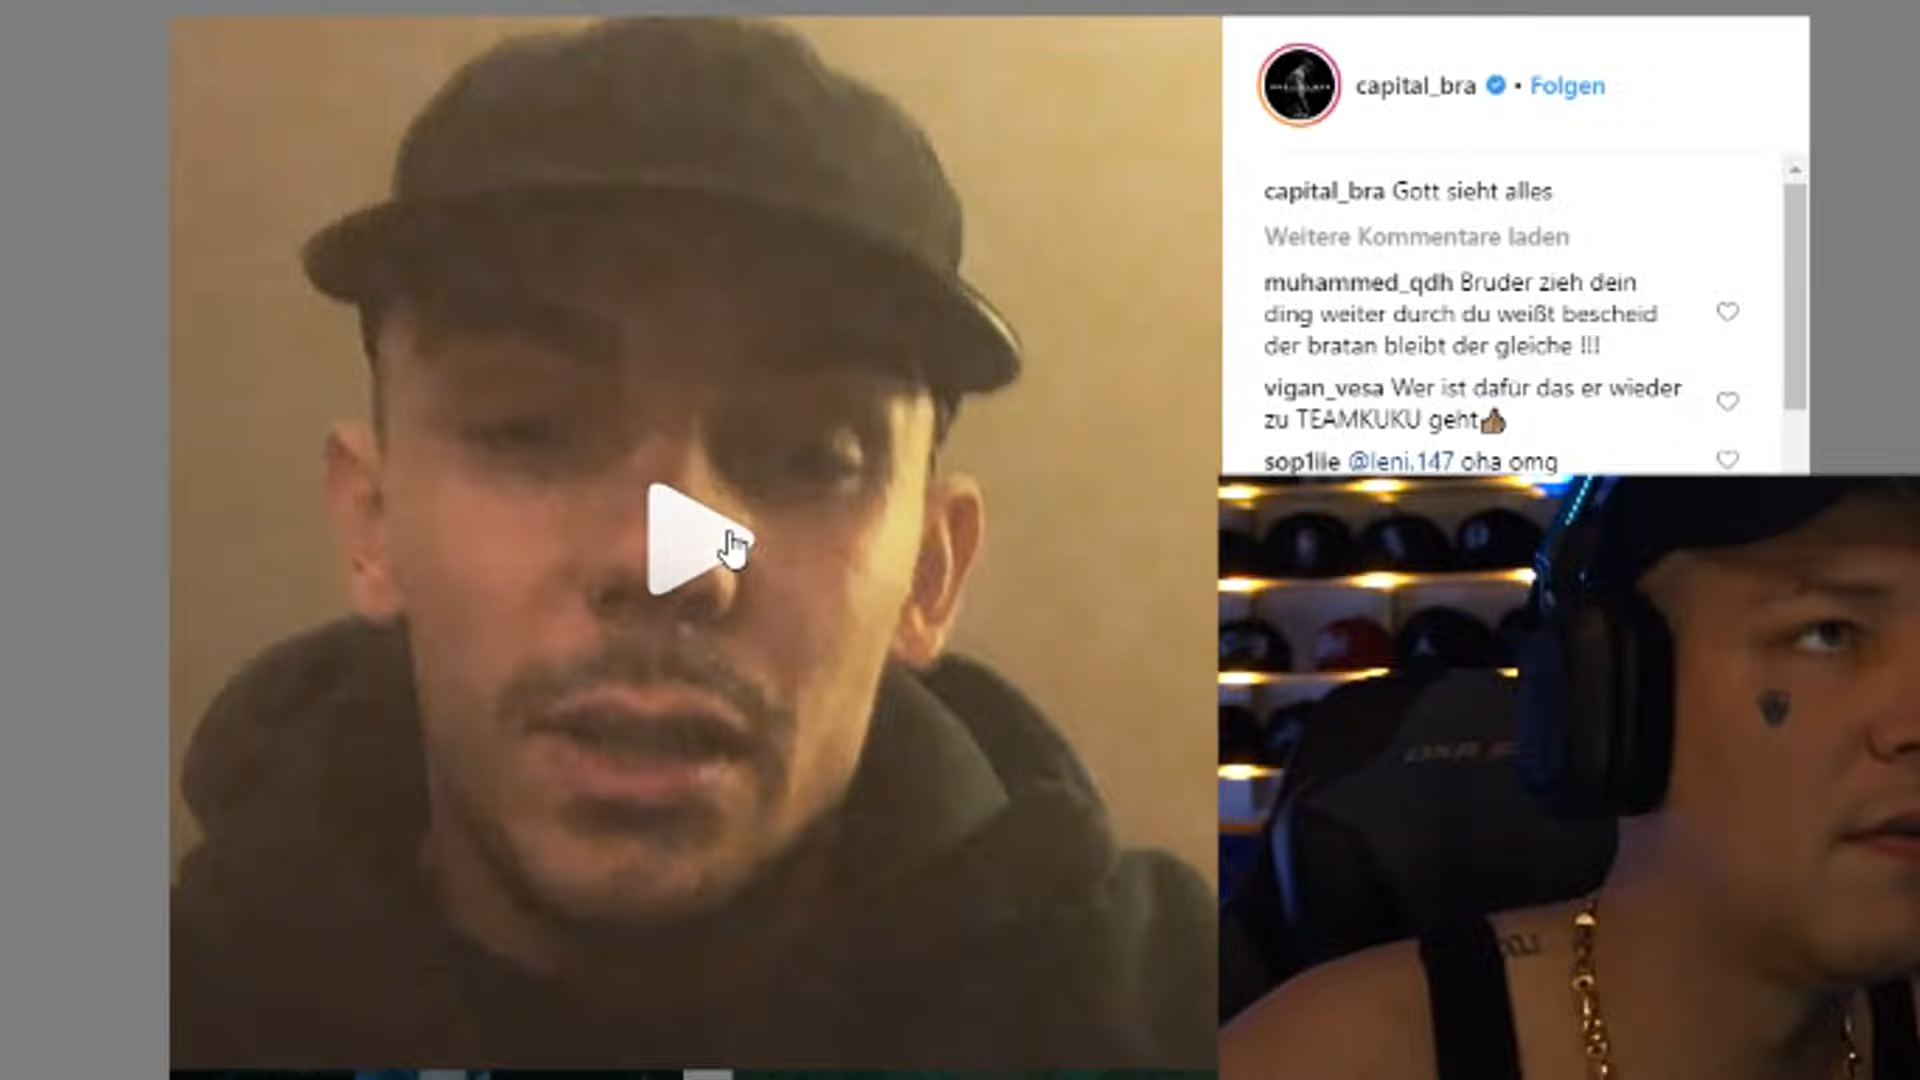 capital_bra • Folgen
capital_bra Gott sieht alles
Weitere Kommentare laden
muhammed_qdh Bruder zieh dein
ding weiter durch du weißt bescheid
der bratan bleibt der gleiche !!!
vigan_vesa Wer ist dafür das er wieder
zu TEAMKUKU geht👍🏾
sop1iie @leni.147 oha omg